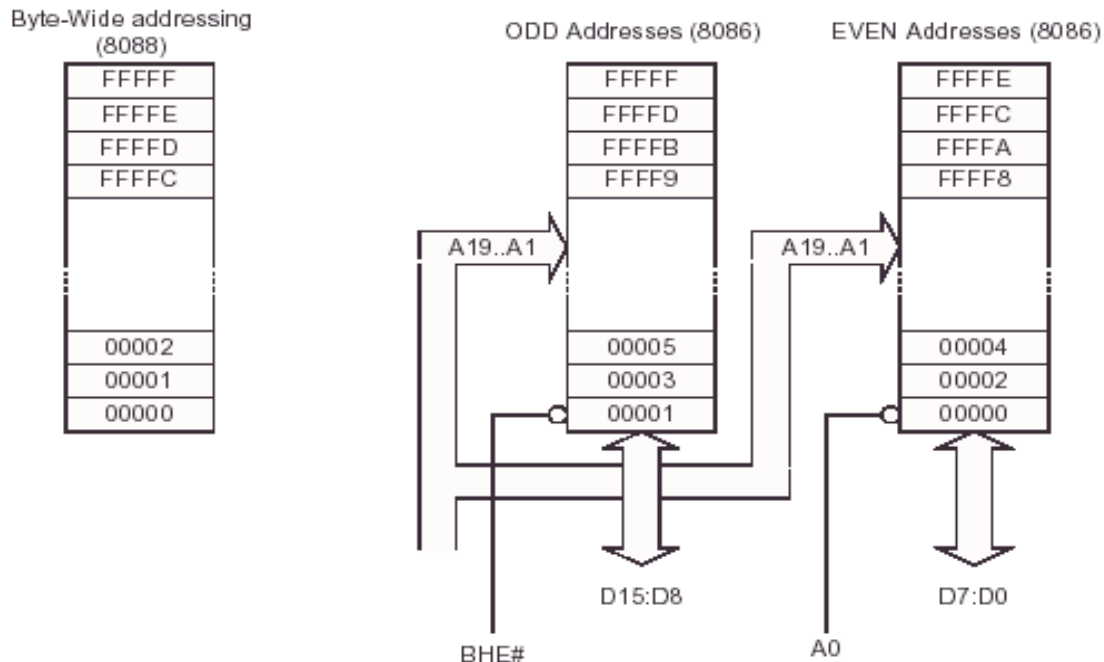 Byte-Wide addressing
(8088)
FFFFF
FFFFE
FFFFD
FFFFC
00002
00001
00000
ODD Addresses (8086)
FFFFF
FFFFD
FFFFB
FFFF9
A19..A1
00005
00003
00001
D15:D8
BHE#
EVEN Addresses (8086)
FFFFE
FFFFC
FFFFA
FFFF8
A19..A1
00004
00002
00000
D7:D0
A0